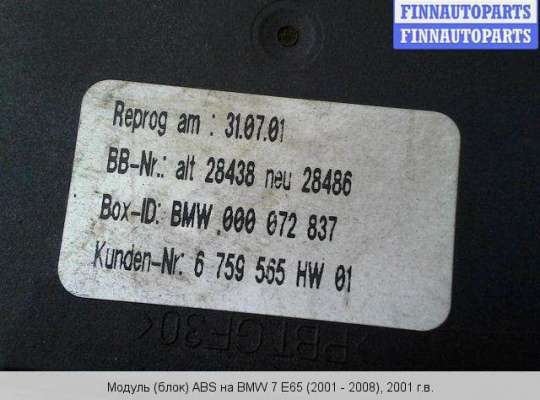 FINNAUTOPARTS
FINNAUTOPARTS
Reprog am : 31.07.01
BB-Nr.: alt 28438 neu 28486
Box-ID: BMW 000 072 837
Kunden-Nr: 6 759 565 HW 01
>PBTGF30<
Модуль (блок) ABS на BMW 7 E65 (2001 - 2008), 2001 г.в.